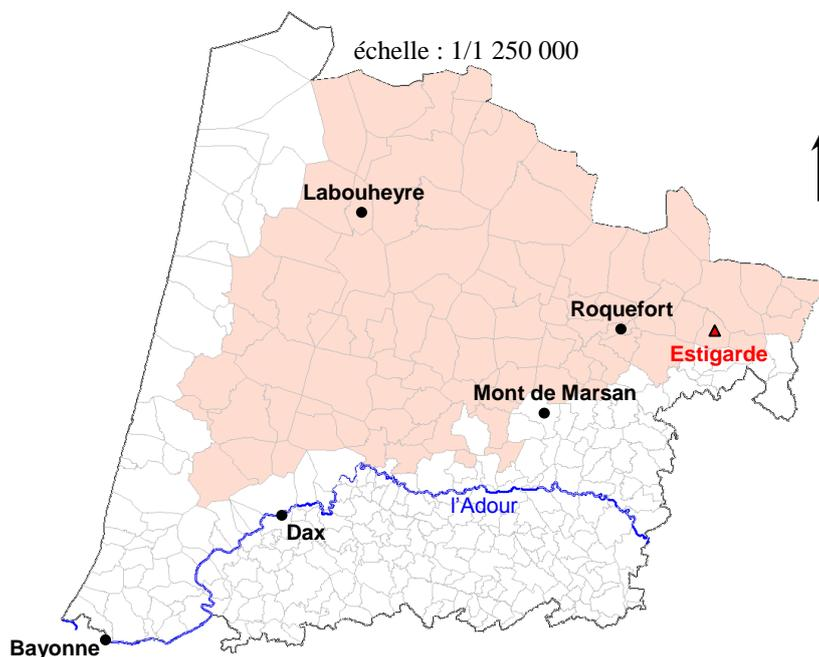 échelle : 1/1 250 000
Labouheyre
Roquefort
Estigarde
Mont de Marsan
l'Adour
Dax
Bayonne